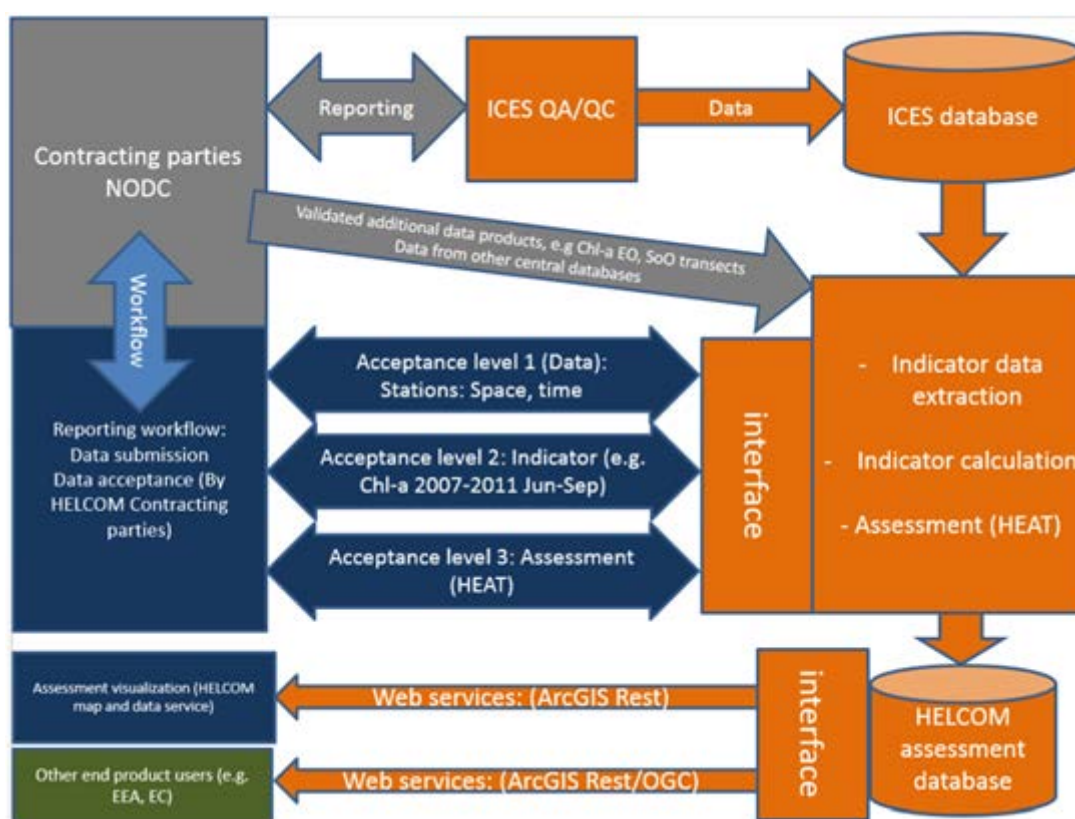 Reporting
ICES QA/QC
Data
ICES database
Contracting parties
NODC
Validated additional data products, e.g Chl-a EO, SoO transects
Data from other central databases
Workflow
Acceptance level 1 (Data):
Stations: Space, time
Reporting workflow:
Data submission
Data acceptance (By
HELCOM Contracting
parties)
Acceptance level 2: Indicator (e.g.
Chl-a 2007-2011 Jun-Sep)
Acceptance level 3: Assessment
(HEAT)
interface
- Indicator data
extraction
- Indicator calculation
- Assessment (HEAT)
Assessment visualization (HELCOM
map and data service)
Web services: (ArcGIS Rest)
Other end product users (e.g.
EEA, EC)
Web services: (ArcGIS Rest/OGC)
interface
HELCOM
assessment
database